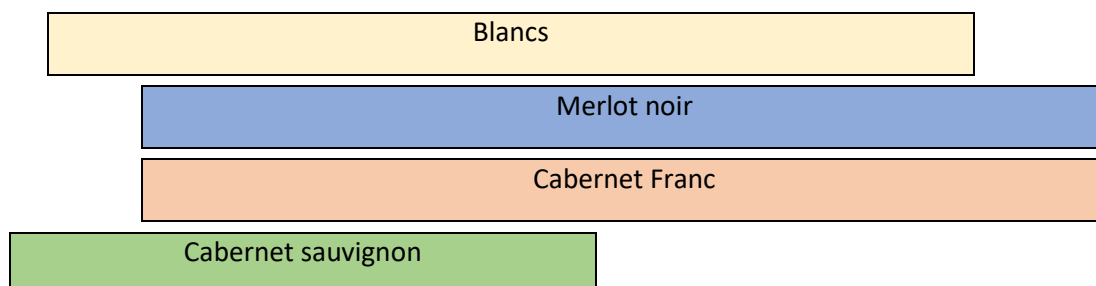 Blancs
Merlot noir
Cabernet Franc
Cabernet sauvignon